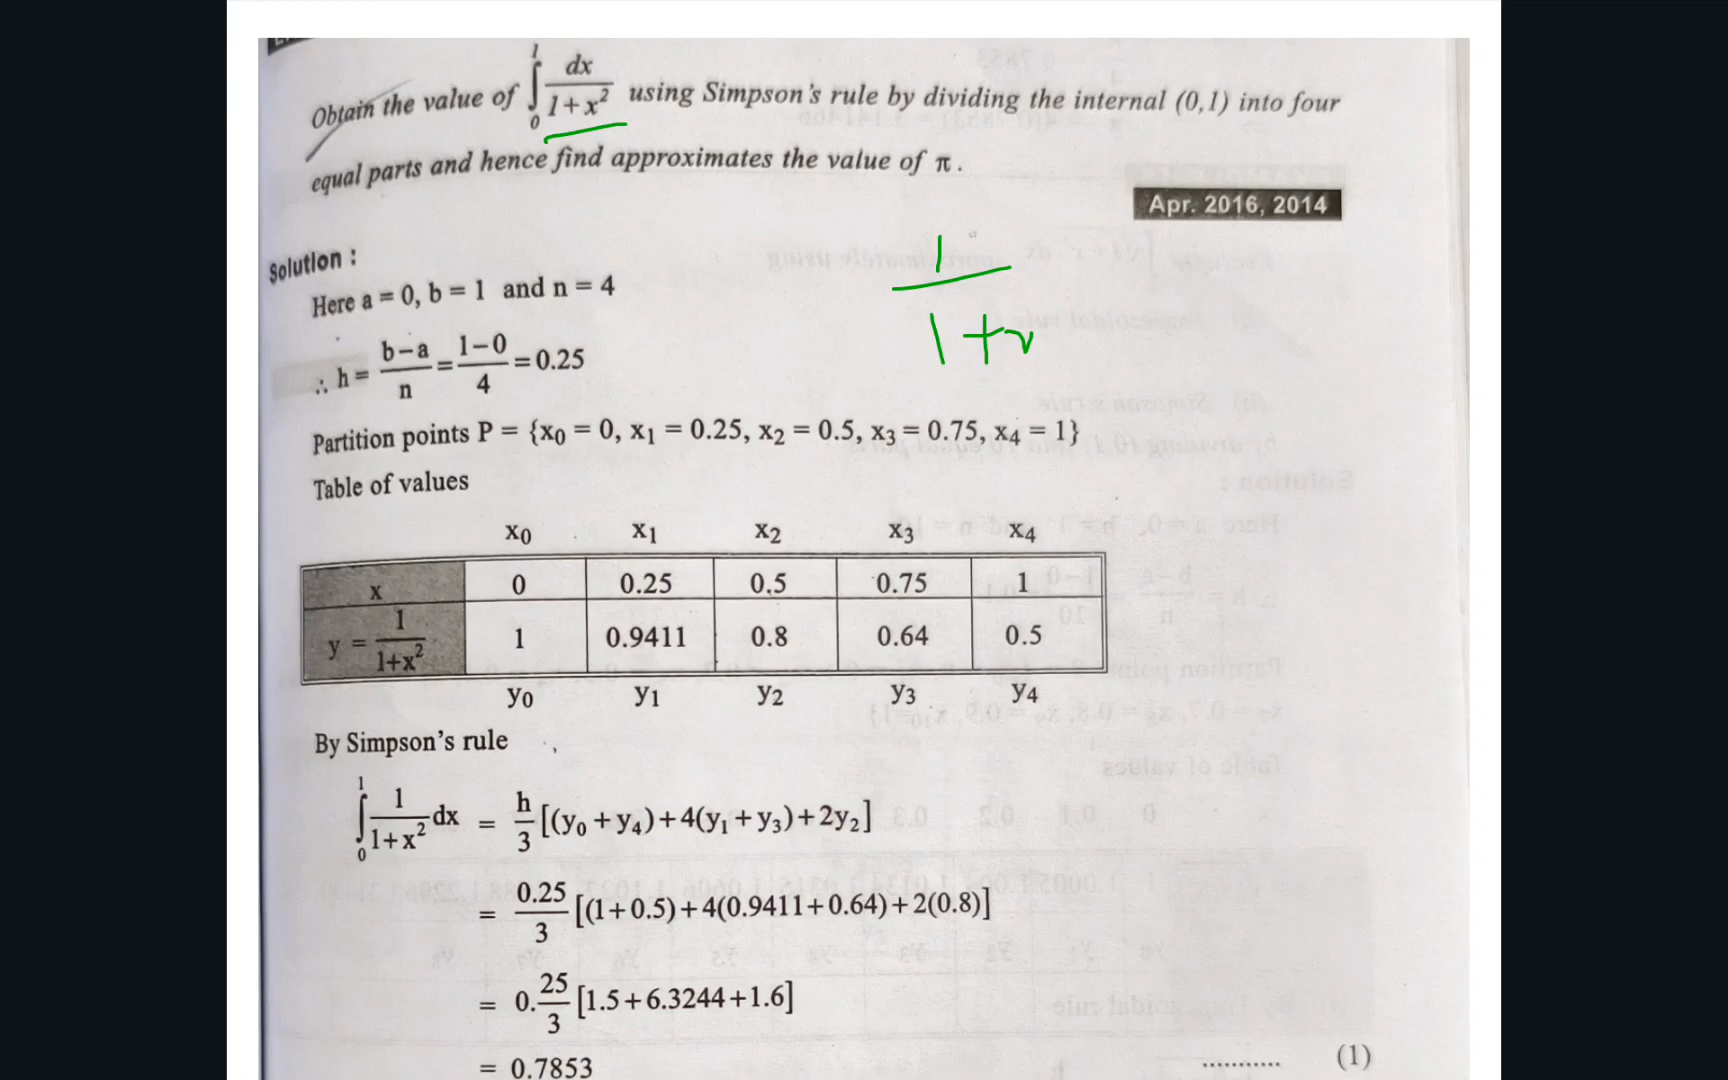 Obtain the value of ∫₀¹ dx/(1+x²) using Simpson's rule by dividing the internal (0,1) into four
equal parts and hence find approximates the value of π.
Apr. 2016, 2014
Solution :
Here a = 0, b = 1 and n = 4
∴ h = (b−a)/n = (1−0)/4 = 0.25
Partition points P = {x₀ = 0, x₁ = 0.25, x₂ = 0.5, x₃ = 0.75, x₄ = 1}
Table of values
x₀ x₁ x₂ x₃ x₄
x 0 0.25 0.5 0.75 1
y = 1/(1+x²) 1 0.9411 0.8 0.64 0.5
y₀ y₁ y₂ y₃ y₄
By Simpson's rule
∫₀¹ 1/(1+x²) dx = h/3 [(y₀ + y₄) + 4(y₁ + y₃) + 2y₂]
= 0.25/3 [(1+0.5)+4(0.9411+0.64)+2(0.8)]
= 0.25/3 [1.5+6.3244+1.6]
= 0.7853 ........... (1)
1
1+